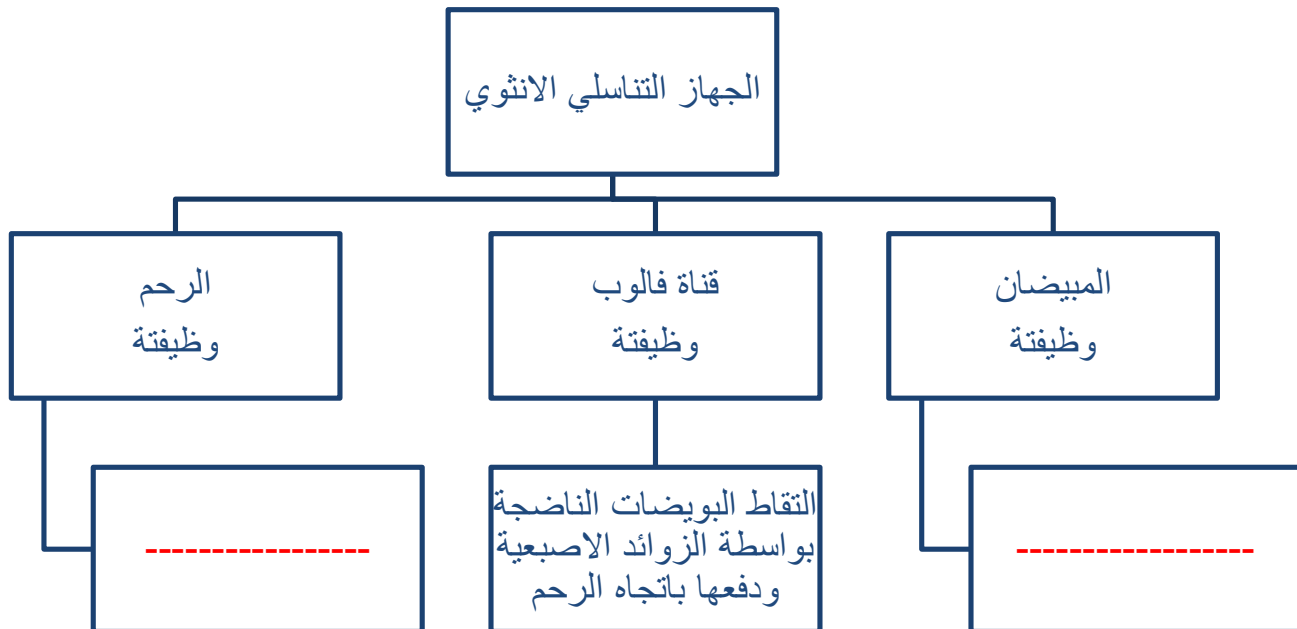 الجهاز التناسلي الانثوي
المبيضان
وظيفتة
قناة فالوب
وظيفتة
الرحم
وظيفتة
-----------------
التقاط البويضات الناضجة
بواسطة الزوائد الاصبعية
ودفعها باتجاه الرحم
-----------------